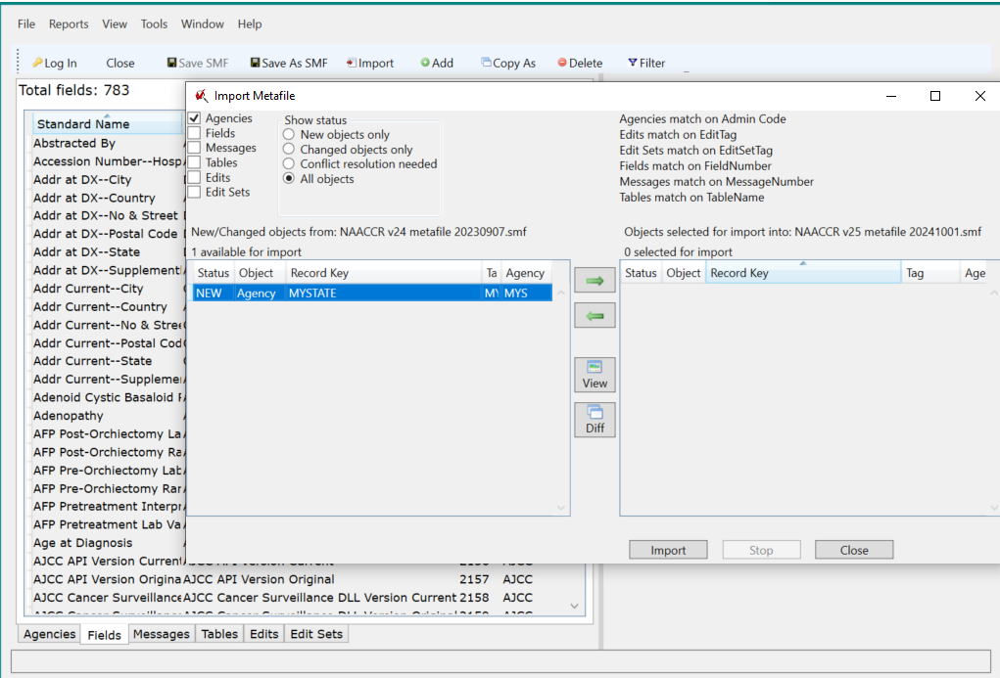 File Reports View Tools Window Help
Log In Close Save SMF Save As SMF Import Add Copy As Delete Filter
Total fields: 783
Standard Name
Abstracted By
Accession Number--Hosp
Addr at DX--City
Addr at DX--Country
Addr at DX--No & Street
Addr at DX--Postal Code
Addr at DX--State
Addr at DX--Supplement
Addr Current--City
Addr Current--Country
Addr Current--No & Stree
Addr Current--Postal Cod
Addr Current--State
Addr Current--Suppleme
Adenoid Cystic Basaloid
Adenopathy
AFP Post-Orchiectomy La
AFP Post-Orchiectomy Ra
AFP Pre-Orchiectomy Lab
AFP Pre-Orchiectomy Ran
AFP Pretreatment Interpr
AFP Pretreatment Lab Va
Age at Diagnosis
AJCC API Version Current
AJCC API Version Origina AJCC API Version Original 2157 AJCC
AJCC Cancer Surveillance AJCC Cancer Surveillance DLL Version Current 2158 AJCC
Agencies Fields Messages Tables Edits Edit Sets
Import Metafile
Agencies
Fields
Messages
Tables
Edits
Edit Sets
Show status
New objects only
Changed objects only
Conflict resolution needed
All objects
Agencies match on Admin Code
Edits match on EditTag
Edit Sets match on EditSetTag
Fields match on FieldNumber
Messages match on MessageNumber
Tables match on TableName
New/Changed objects from: NAACCR v24 metafile 20230907.smf
1 available for import
Status Object Record Key Ta Agency
NEW Agency MYSTATE MY MYS
View
Diff
Objects selected for import into: NAACCR v25 metafile 20241001.smf
0 selected for import
Status Object Record Key Tag Age
Import Stop Close